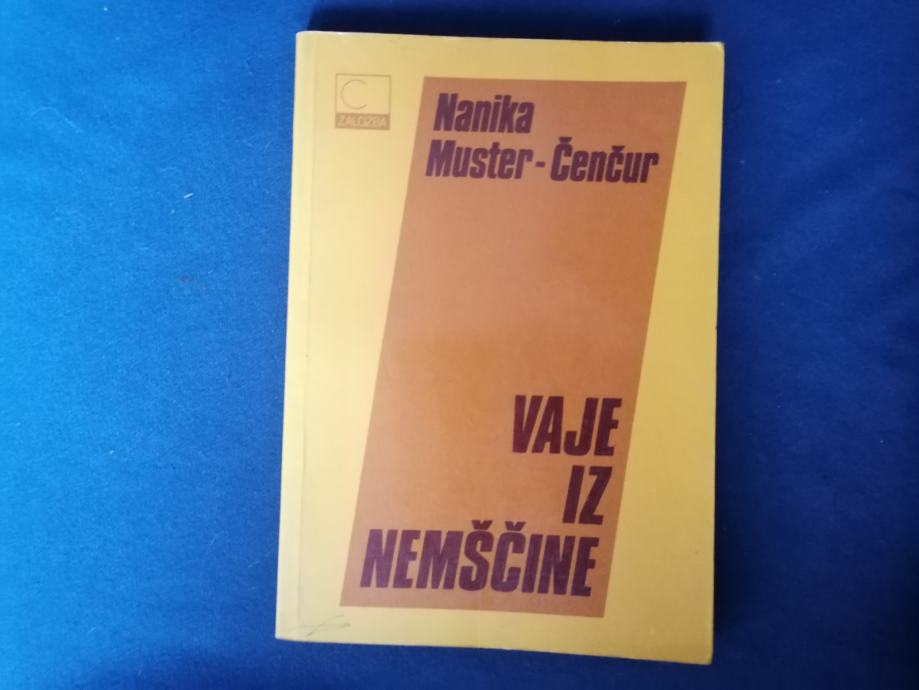 C
ZALOŽBA
Nanika
Muster-Čenčur
VAJE
IZ
NEMŠČINE